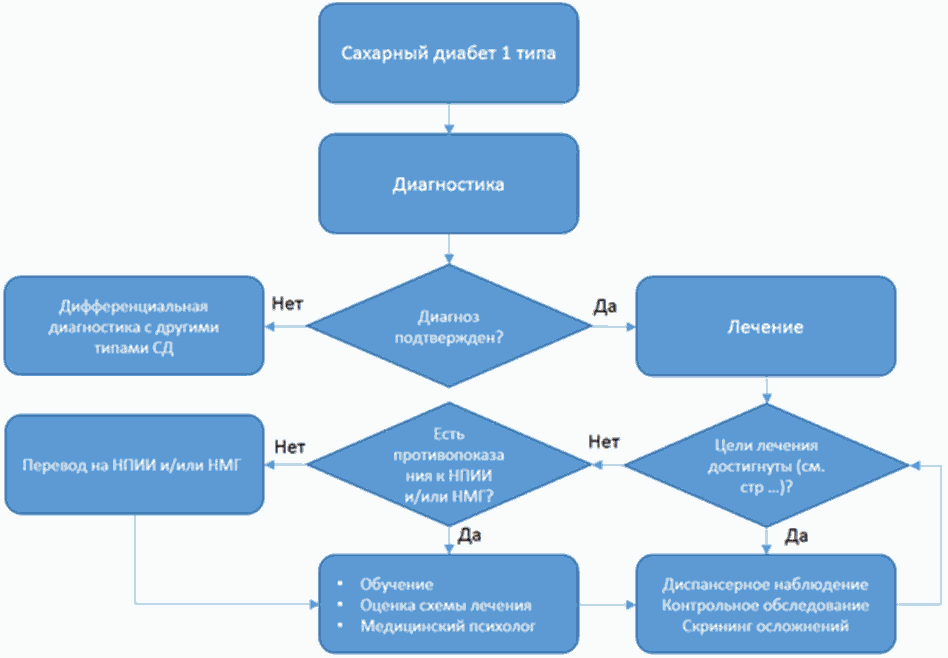 Сахарный диабет 1 типа
Диагностика
Дифференциальная
диагностика с другими
типами СД
Нет
Диагноз
подтвержден?
Да
Лечение
Перевод на НПИИ и/или НМГ
Нет
Есть
противопоказа
ния к НПИИ
и/или НМГ?
Нет
Цели лечения
достигнуты (см.
стр ...)?
Да
Да
• Обучение
• Оценка схемы лечения
• Медицинский психолог
Диспансерное наблюдение
Контрольное обследование
Скрининг осложнений